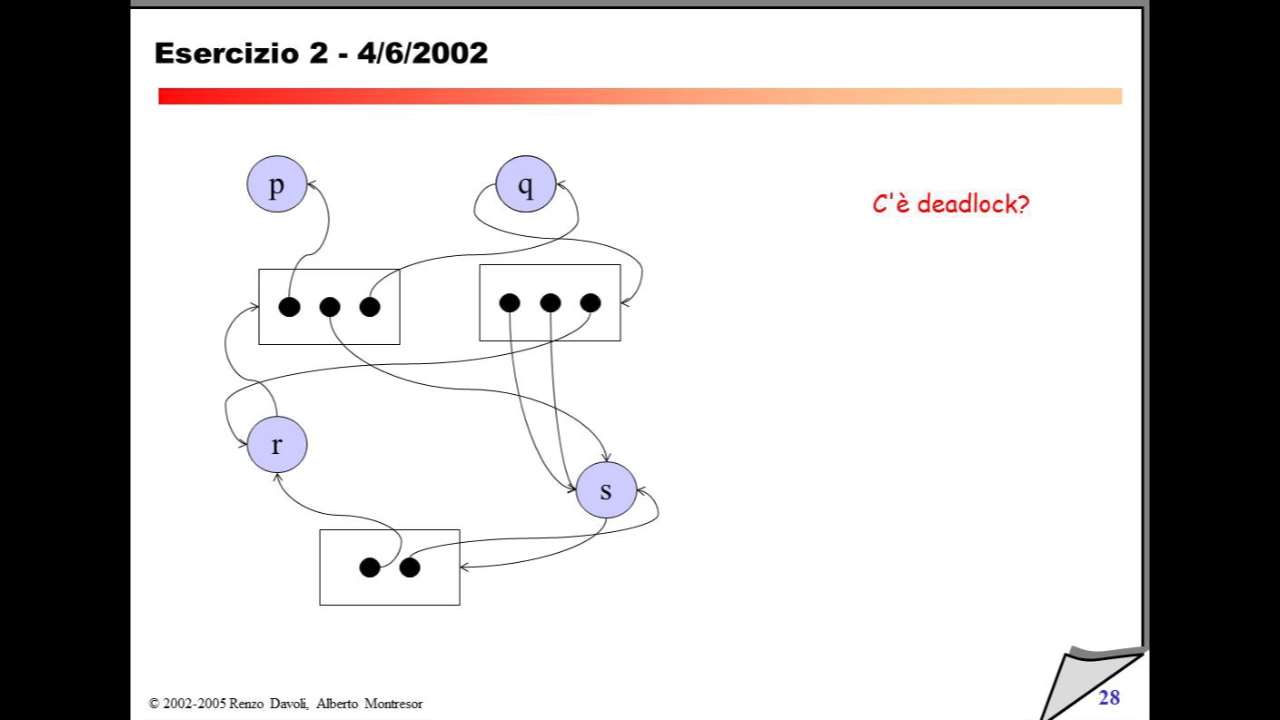 Esercizio 2 - 4/6/2002
p
q
C'è deadlock?
r
s
© 2002-2005 Renzo Davoli, Alberto Montresor
28